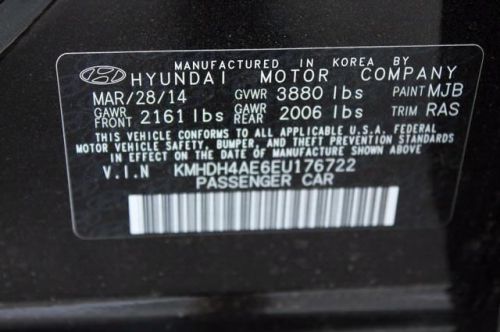 MANUFACTURED IN KOREA BY
HYUNDAI MOTOR COMPANY
MAR/28/14 GVWR 3880 lbs PAINT MJB
GAWR FRONT 2161 lbs GAWR REAR 2006 lbs TRIM RAS
THIS VEHICLE CONFORMS TO ALL APPLICABLE U.S.A. FEDERAL
MOTOR VEHICLE SAFETY, BUMPER, AND THEFT PREVENTION STANDARDS
IN EFFECT ON THE DATE OF MANUFACTURE SHOWN ABOVE.
V.I.N KMHDH4AE6EU176722
PASSENGER CAR